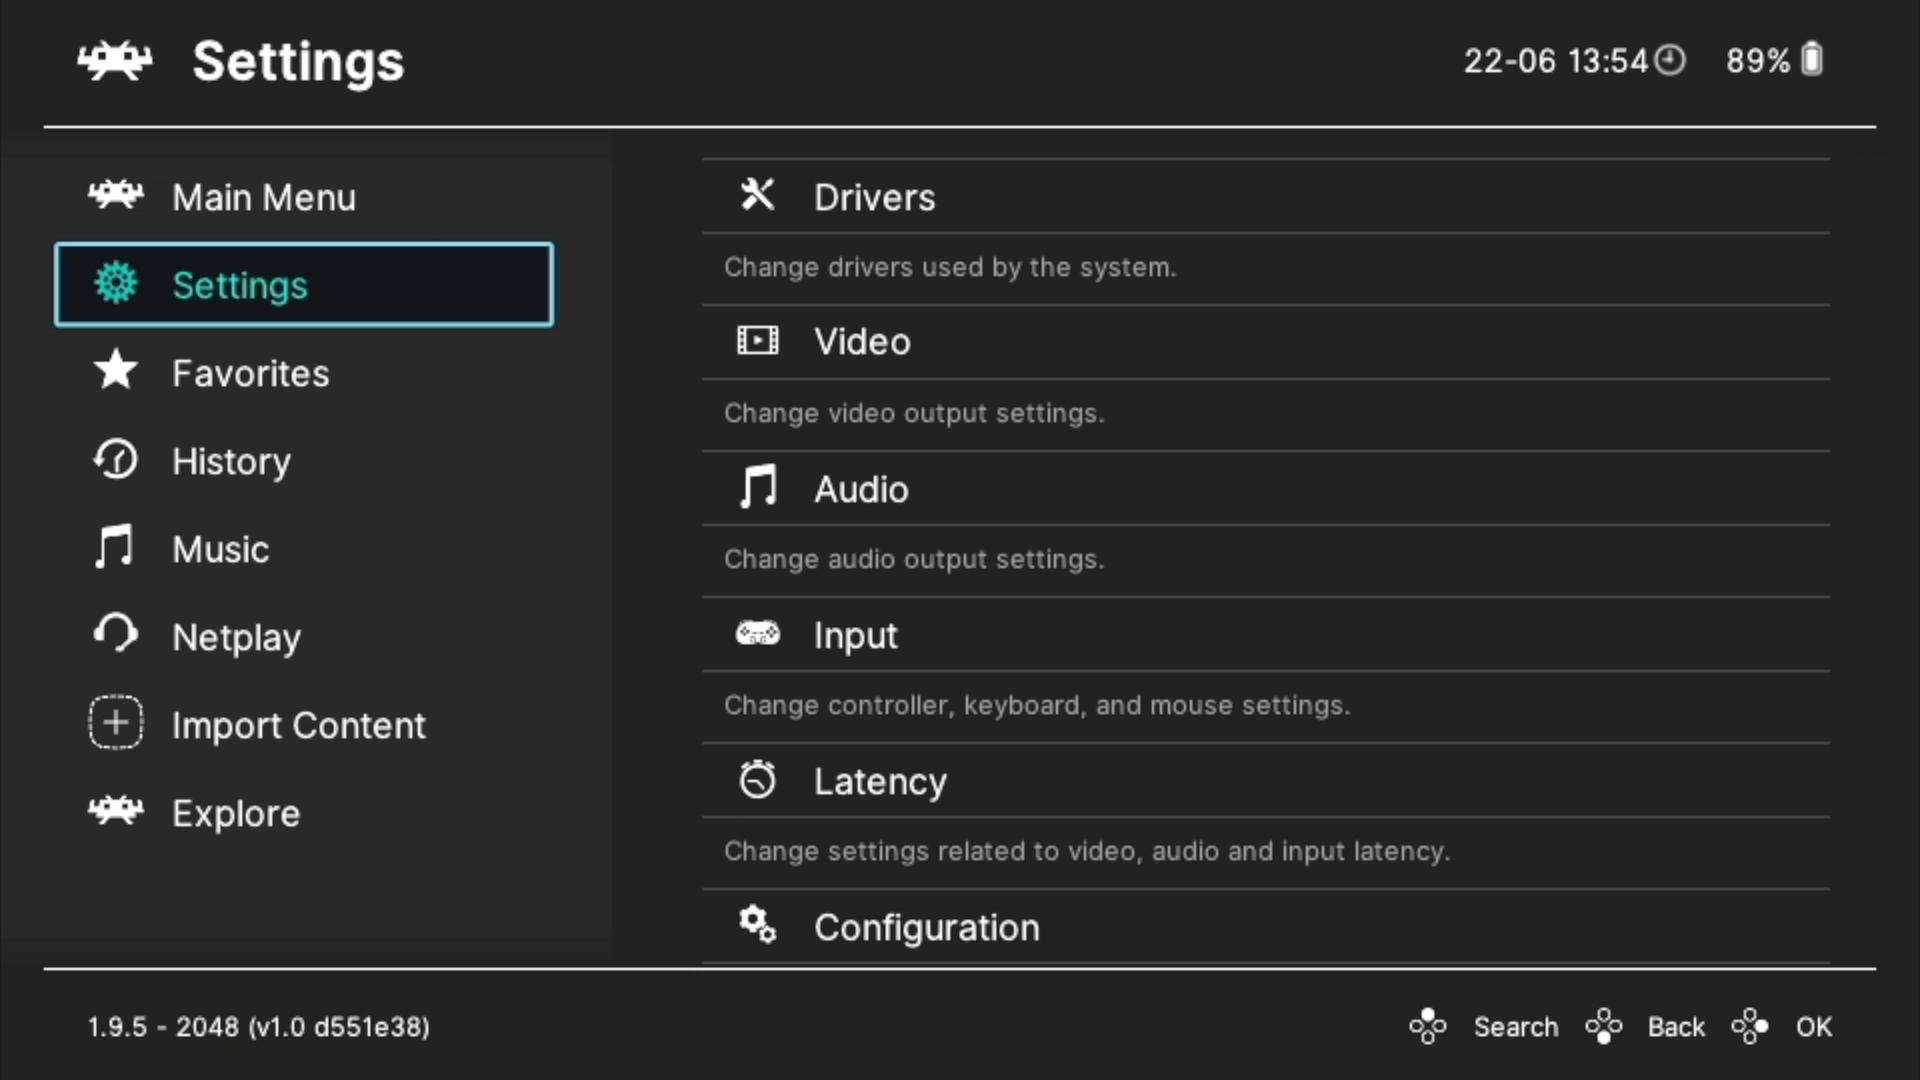 Settings
22-06 13:54 89%
Main Menu
Settings
Favorites
History
Music
Netplay
Import Content
Explore
Drivers
Change drivers used by the system.
Video
Change video output settings.
Audio
Change audio output settings.
Input
Change controller, keyboard, and mouse settings.
Latency
Change settings related to video, audio and input latency.
Configuration
1.9.5 - 2048 (v1.0 d551e38)
Search Back OK